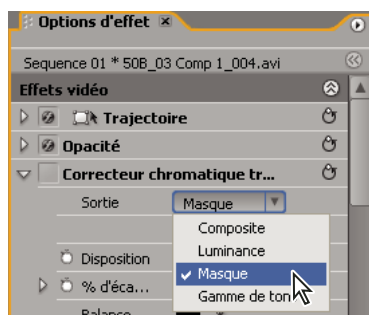 Options d'effet
Sequence 01 * 50B_03 Comp 1_004.avi
Effets vidéo
Trajectoire
Opacité
Correcteur chromatique tr...
Sortie Masque
Composite
Luminance
Disposition
Masque
% d'éca...
Gamme de ton
Balance